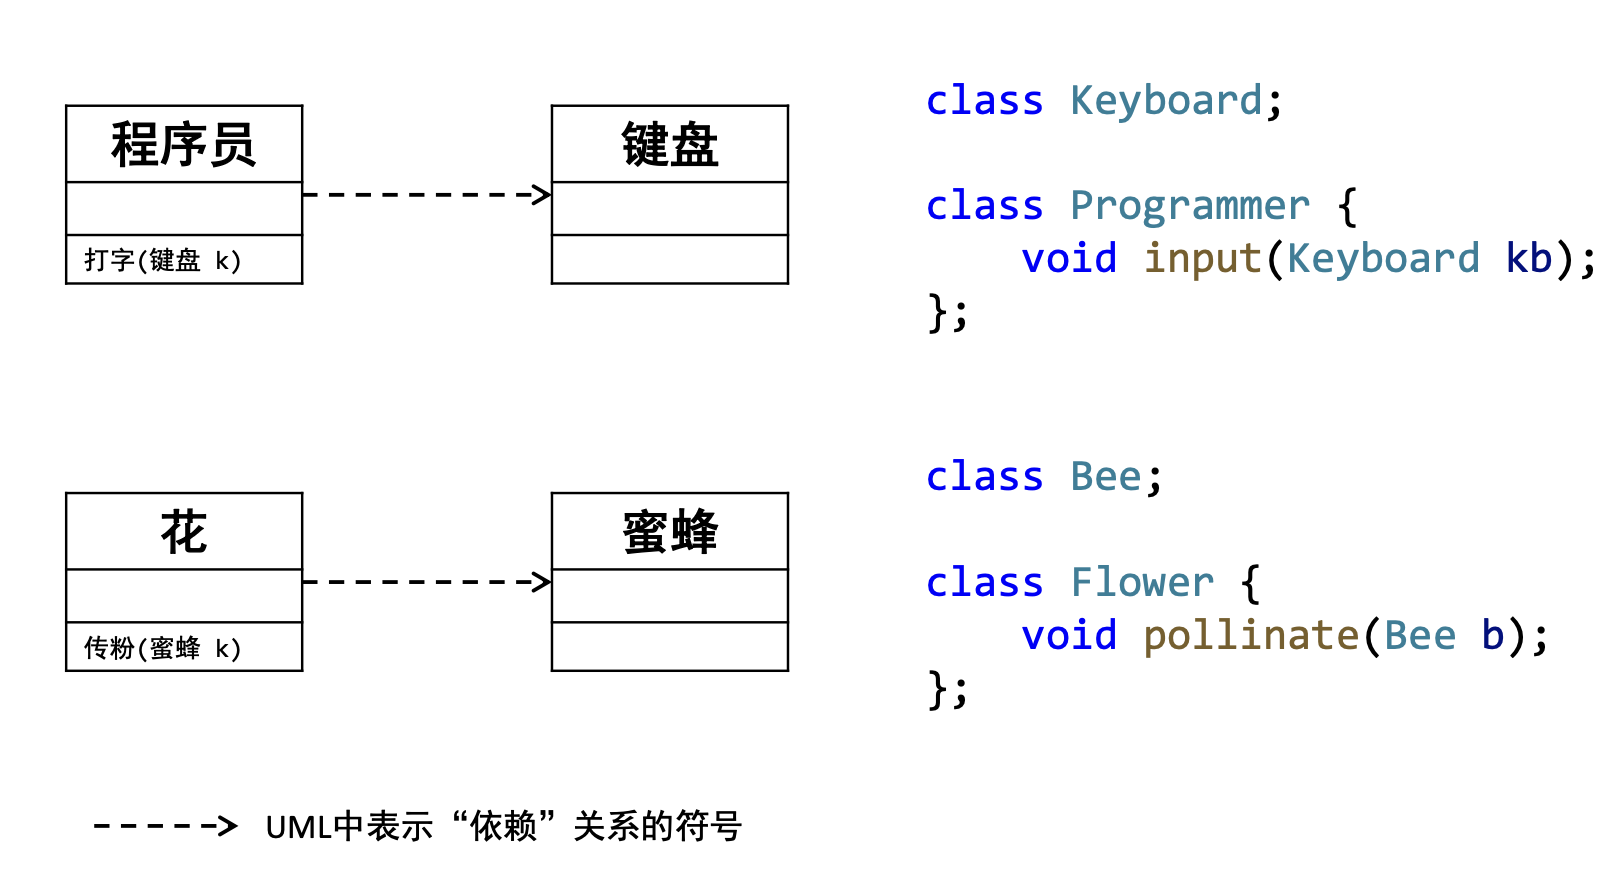 程序员
键盘
打字(键盘 k)
class Keyboard;
class Programmer {
void input(Keyboard kb);
};
花
蜜蜂
传粉(蜜蜂 k)
class Bee;
class Flower {
void pollinate(Bee b);
};
UML中表示“依赖”关系的符号